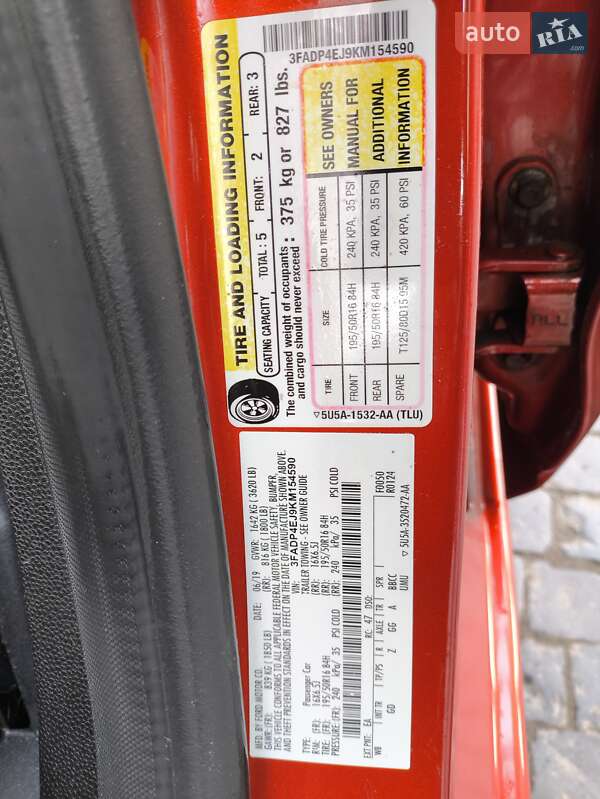 auto RIA .com
3FADP4EJ9KM154590
TIRE AND LOADING INFORMATION
SEATING CAPACITY TOTAL: 5 FRONT: 2 REAR: 3
The combined weight of occupants
and cargo should never exceed : 375 kg or 827 lbs.
TIRE SIZE COLD TIRE PRESSURE SEE OWNERS
FRONT 195/50R16 84H 240 KPA, 35 PSI MANUAL FOR
REAR 195/50R16 84H 240 KPA, 35 PSI ADDITIONAL
SPARE T125/80D15 95M 420 KPA, 60 PSI INFORMATION
▽5U5A-1532-AA (TLU)
MFD. BY FORD MOTOR CO. DATE: 06/19 GVWR: 1642 KG ( 3620 LB)
GAWR:(FR): 839 KG (1850 LB) (RR): 816 KG (1800 LB)
THIS VEHICLE CONFORMS TO ALL APPLICABLE FEDERAL MOTOR VEHICLE SAFETY, BUMPER,
AND THEFT PREVENTION STANDARDS IN EFFECT ON THE DATE OF MANUFACTURE SHOWN ABOVE.
VIN: 3FADP4EJ9KM154590
Passenger Car TRAILER TOWING - SEE OWNER GUIDE
RIM: (FR): 16X6.5J (RR): 16X6.5J
TIRE: (FR): 195/50R16 84H (RR): 195/50R16 84H
PRESSURE:(FR): 240 kPa/ 35 PSI COLD (RR): 240 kPa/ 35 PSI COLD
EXT PNT: EA RC: 47 DSO: F0050
R0124
WB INT TR TP/PS R AXLE TR SPR
GD Z GG A BBCC
UMU
▽5U5A-3520472-AA
ALL